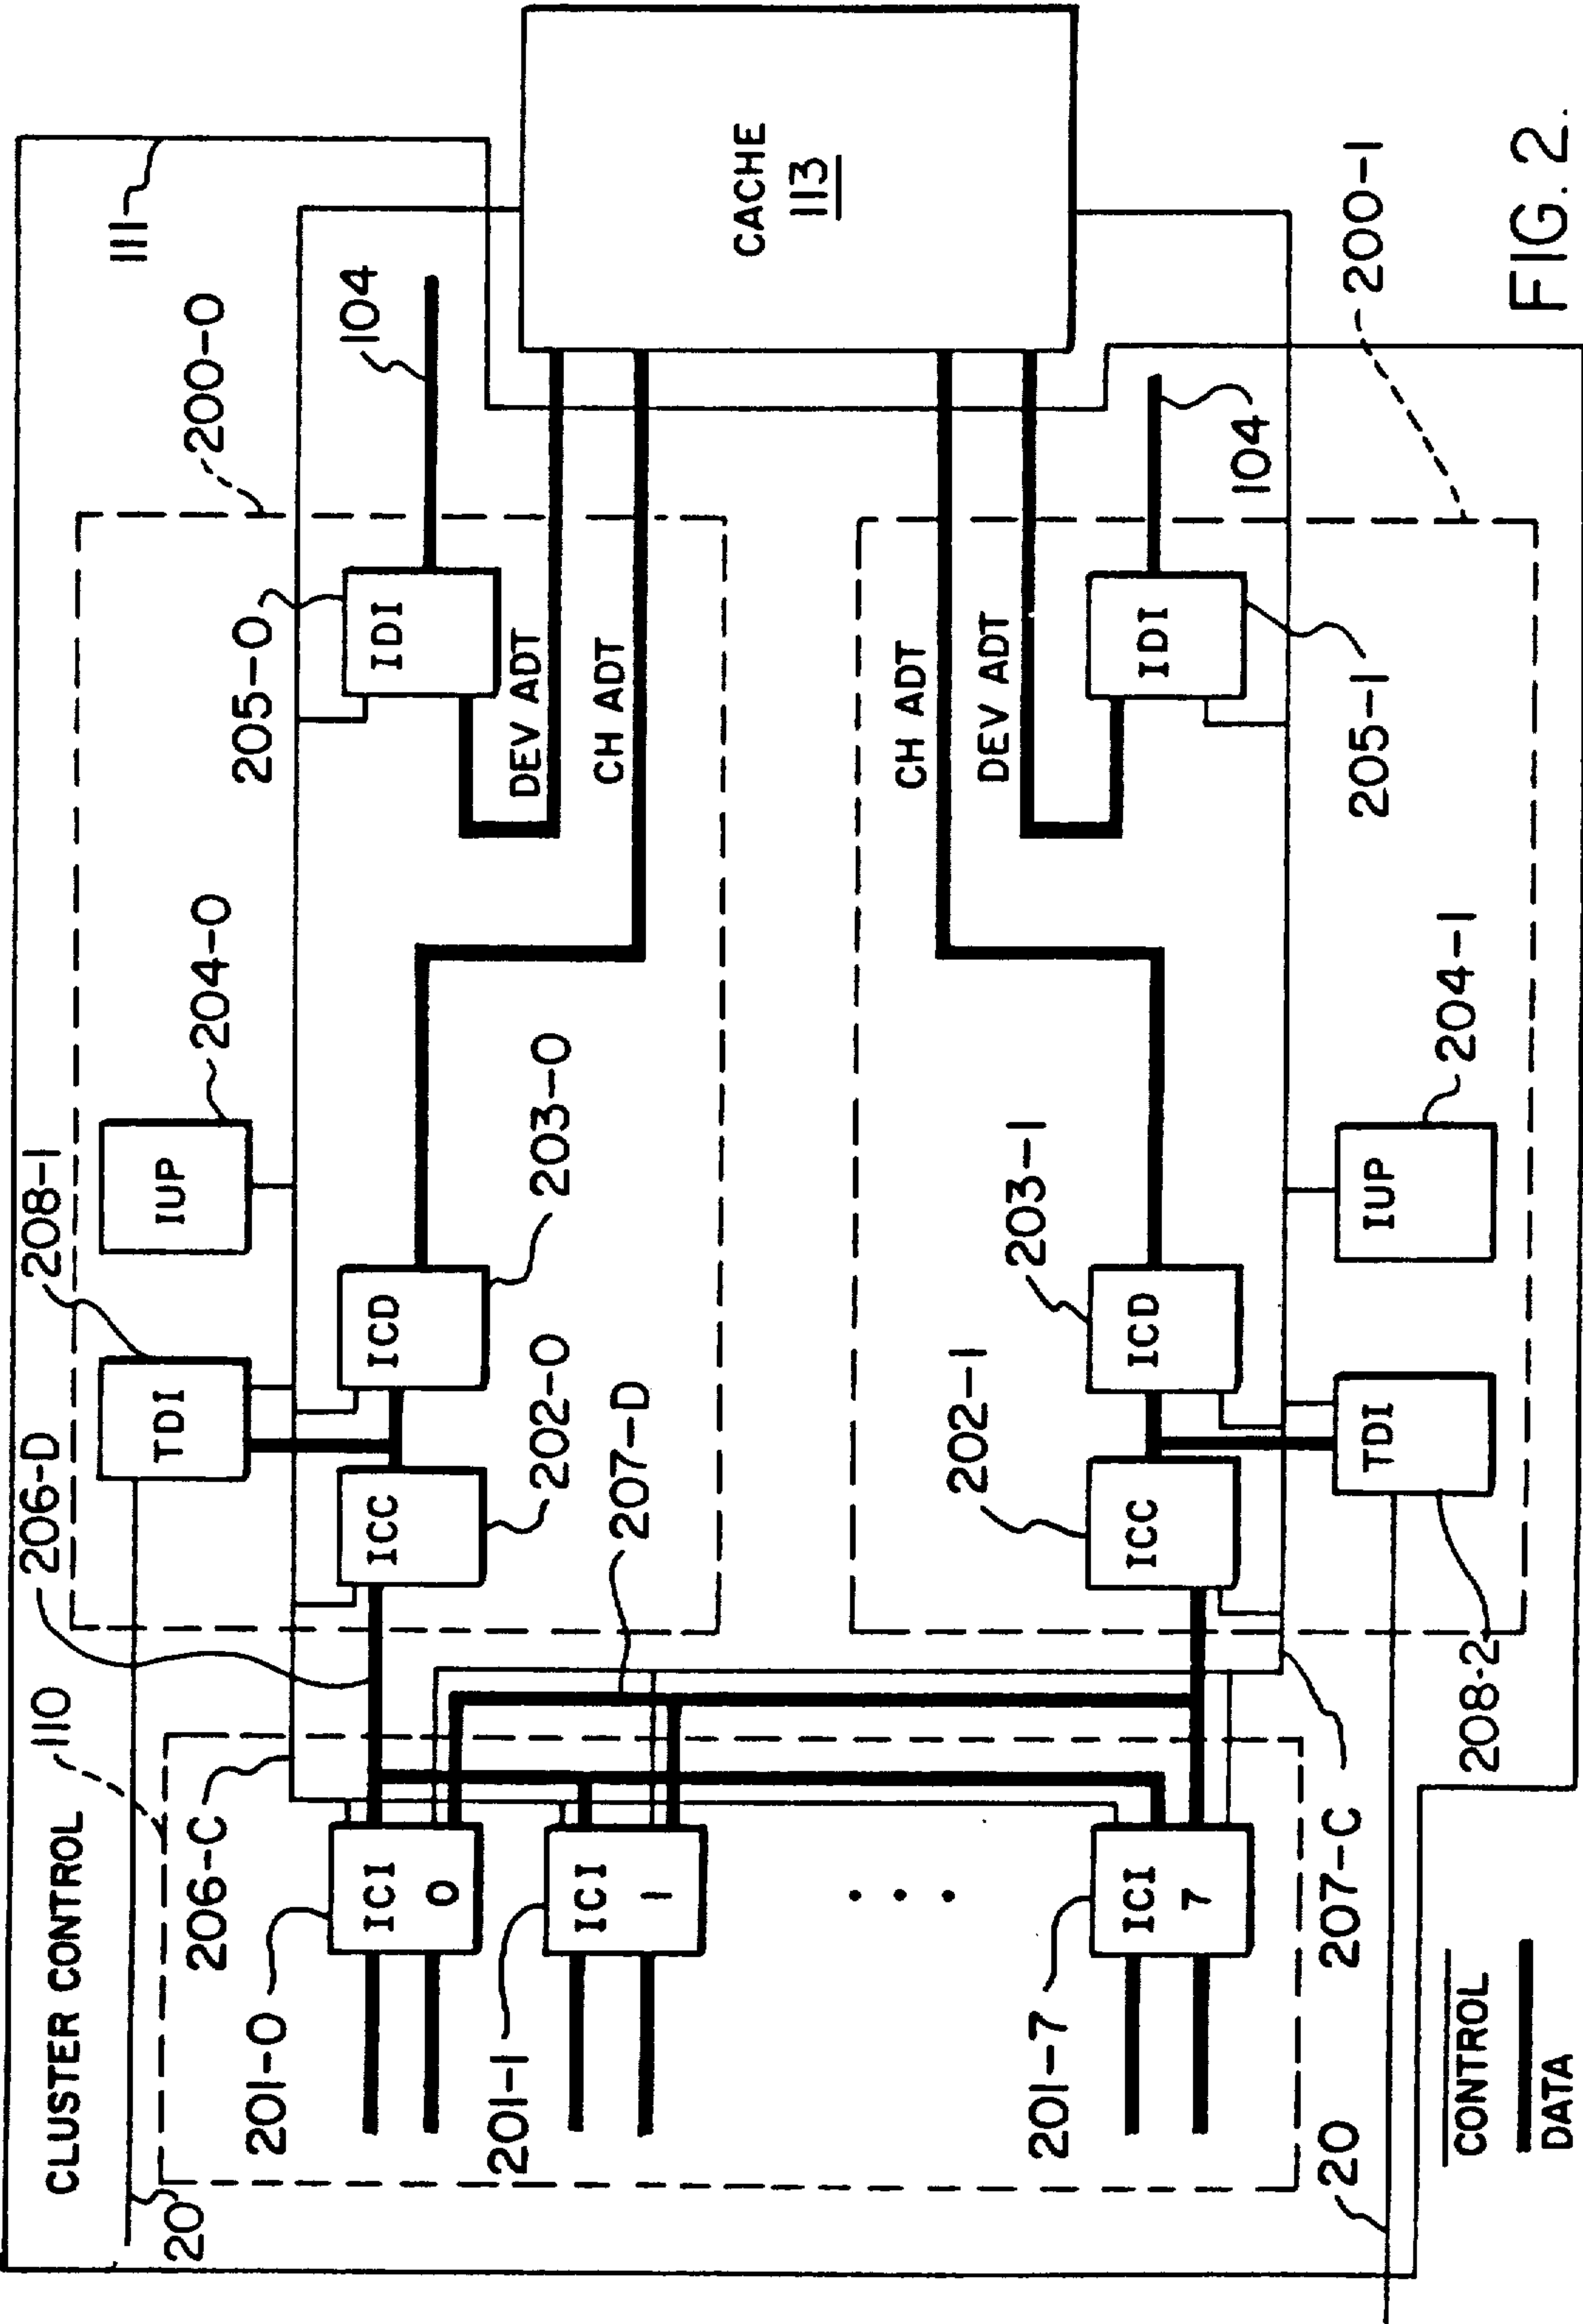 CLUSTER CONTROL
110
206-D
208-1
204-0
205-0
200-0
104
111
20
206-C
TDI
IUP
IDI
201-0
ICI
0
ICC
ICD
202-0
203-0
DEV ADT
CH ADT
CACHE
113
201-1
ICI
1
207-D
201-7
ICI
7
202-1
ICC
203-1
ICD
CH ADT
DEV ADT
IDI
104
20
207-C
208-2
TDI
IUP
204-1
205-1
200-1
CONTROL
DATA
FIG. 2.